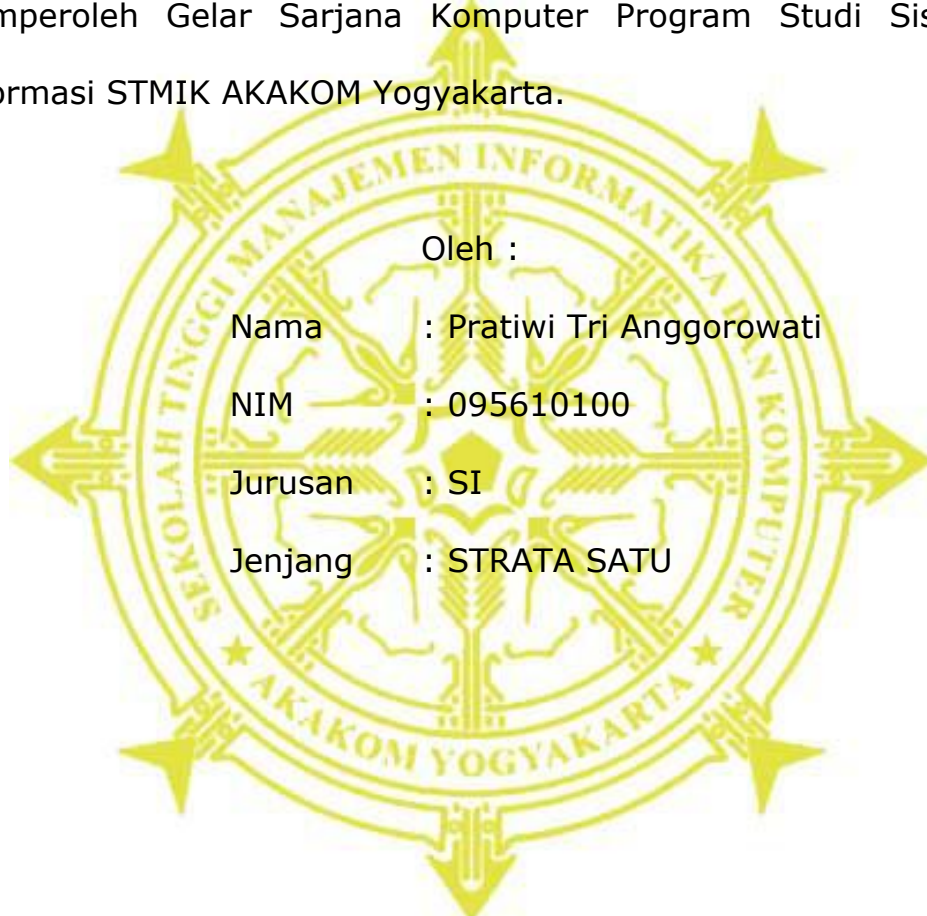 mperoleh Gelar Sarjana Komputer Program Studi Sis
ormasi STMIK AKAKOM Yogyakarta.
SEKOLAH TINGGI MANAJEMEN INFORMATIKA DAN KOMPUTER
Oleh :
Nama : Pratiwi Tri Anggorowati
NIM : 095610100
Jurusan : SI
Jenjang : STRATA SATU
★ AKAKOM YOGYAKARTA ★